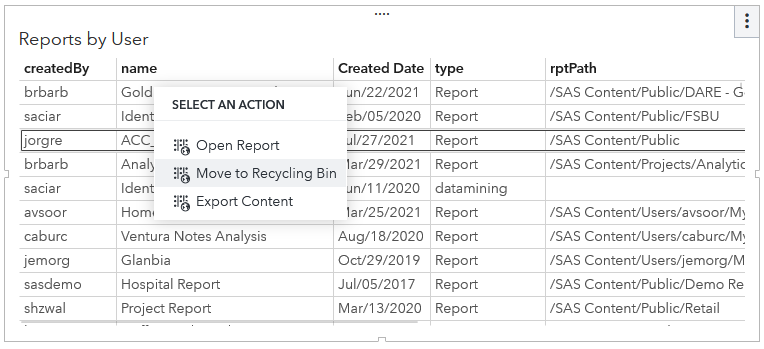 Reports by User
createdBy name Created Date type rptPath
brbarb Gold un/22/2021 Report /SAS Content/Public/DARE - Go
saciar Ident eb/05/2020 Report /SAS Content/Public/FSBU
jorgre ACC_ ul/27/2021 Report /SAS Content/Public
brbarb Analy ar/29/2021 Report /SAS Content/Projects/Analytic
saciar Ident un/11/2020 datamining
avsoor Home ar/25/2021 Report /SAS Content/Users/avsoor/My
caburc Ventura Notes Analysis Aug/18/2020 Report /SAS Content/Users/caburc/My
jemorg Glanbia Oct/29/2019 Report /SAS Content/Users/jemorg/M
sasdemo Hospital Report Jul/05/2017 Report /SAS Content/Public/Demo Re
shzwal Project Report Mar/13/2020 Report /SAS Content/Public/Retail
SELECT AN ACTION
Open Report
Move to Recycling Bin
Export Content